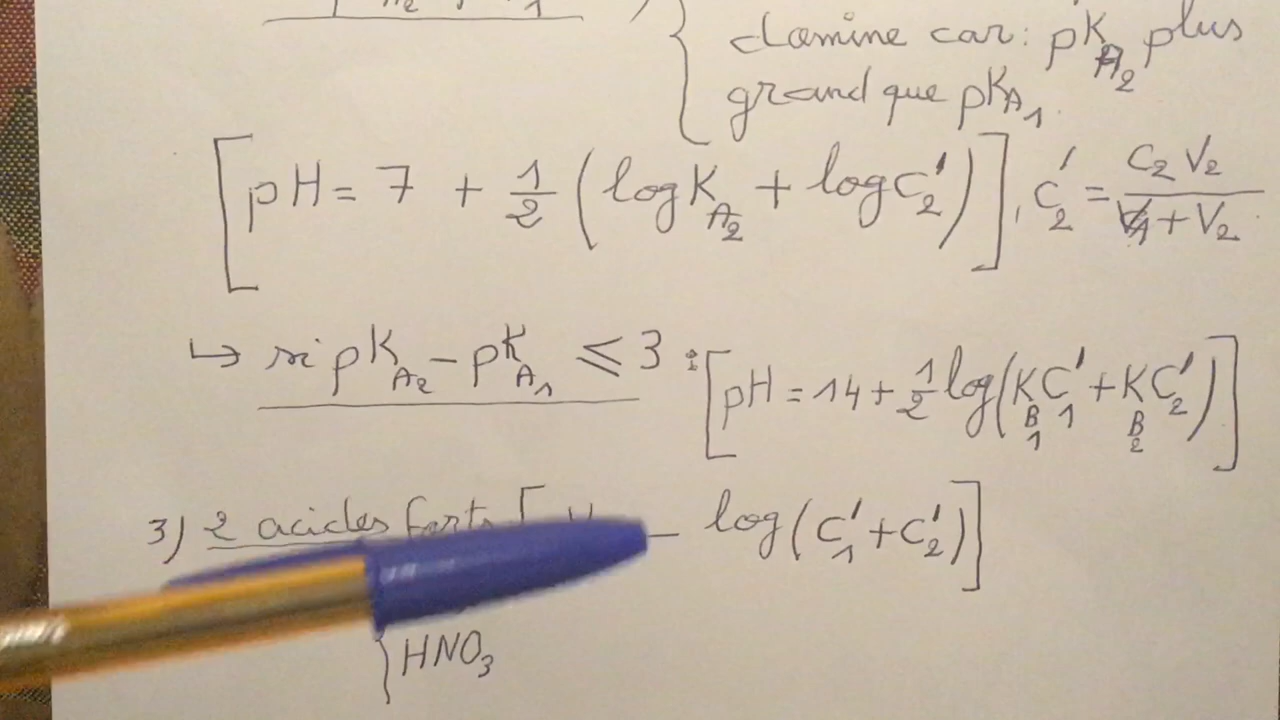 domine car: pK_A2 plus
grand que pK_A1.
[pH = 7 + 1/2 (log K_A2 + log C'_2)], C'_2 = C_2 V_2 / V_1 + V_2
↳ si pK_A2 - pK_A1 ⩽ 3 : [pH = 14 + 1/2 log(K_B1 C'_1 + K_B2 C'_2)]
3) 2 acides forts [ - log(C'_1 + C'_2)]
HNO_3